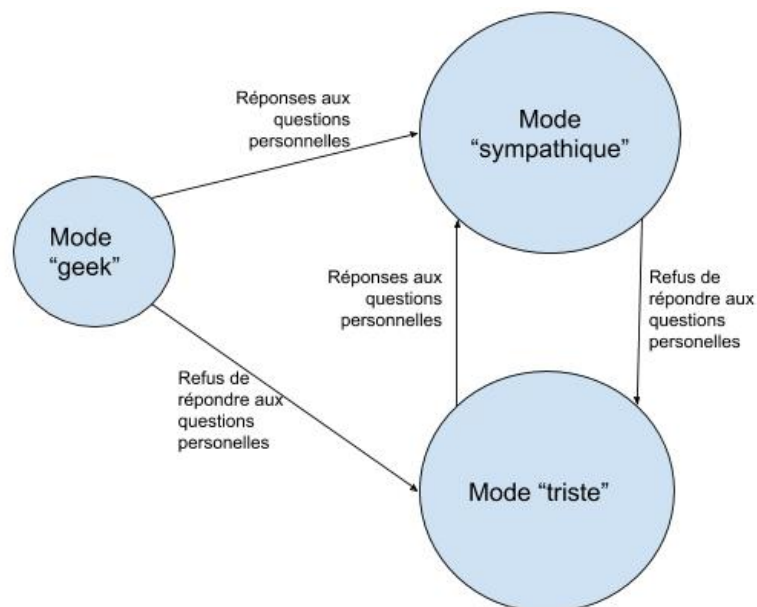 Réponses aux
questions
personnelles
Mode
“sympathique”
Mode
“geek”
Réponses aux
questions
personnelles
Refus de
répondre aux
questions
personelles
Refus de
répondre aux
questions
personelles
Mode “triste”